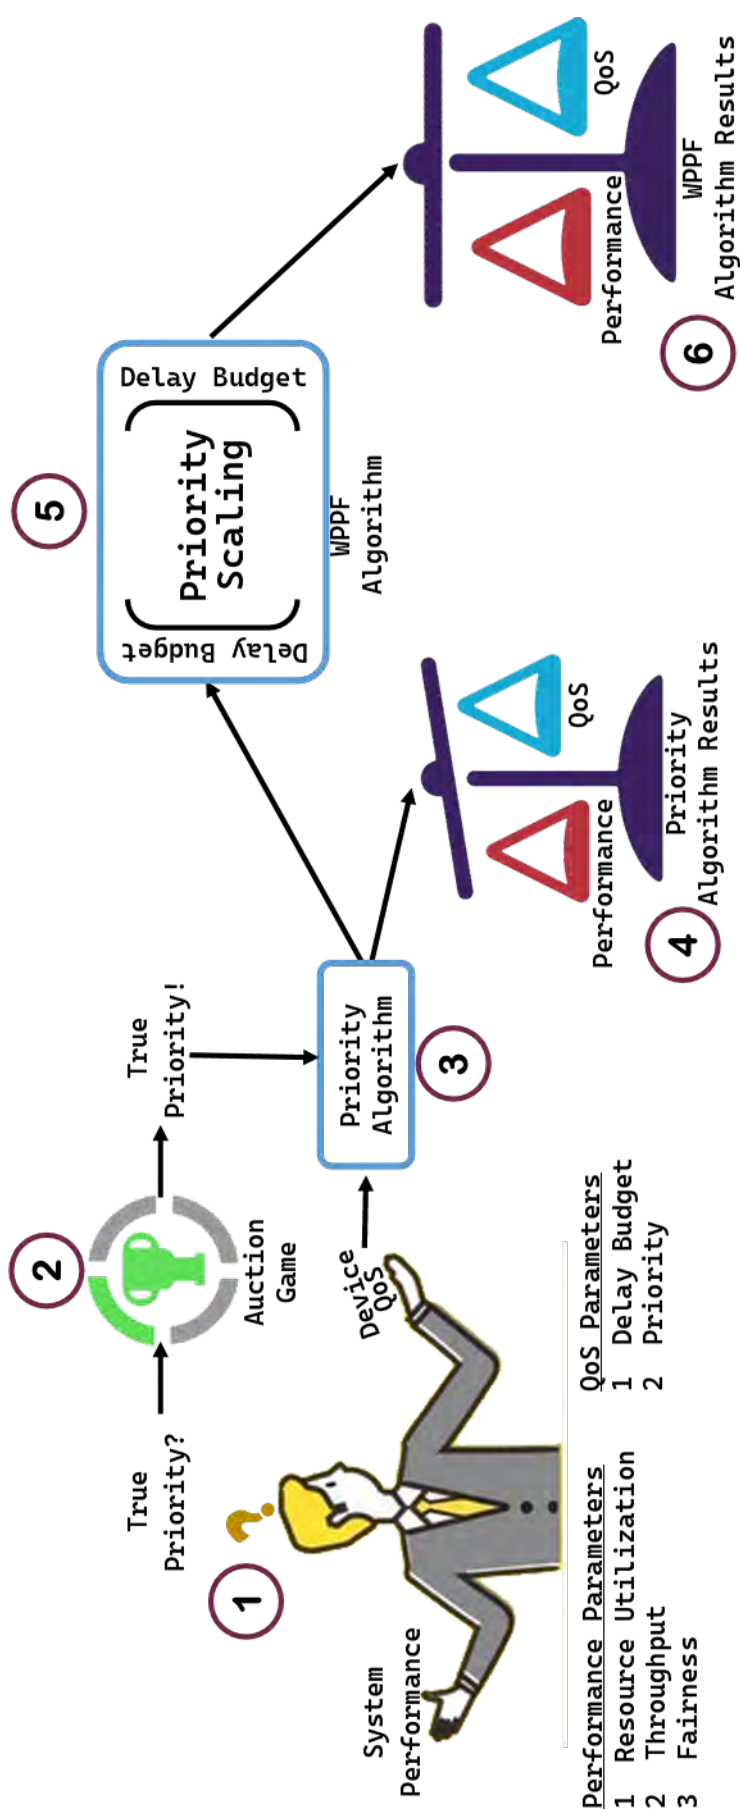 1
System
Performance
Device
QoS
Performance Parameters
1 Resource Utilization
2 Throughput
3 Fairness
QoS Parameters
1 Delay Budget
2 Priority
True
Priority?
2
Auction
Game
True
Priority!
Priority
Algorithm
3
4
Performance
QoS
Priority
Algorithm Results
5
Delay Budget
Priority
Scaling
Delay Budget
WPPF
Algorithm
6
Performance
QoS
WPPF
Algorithm Results